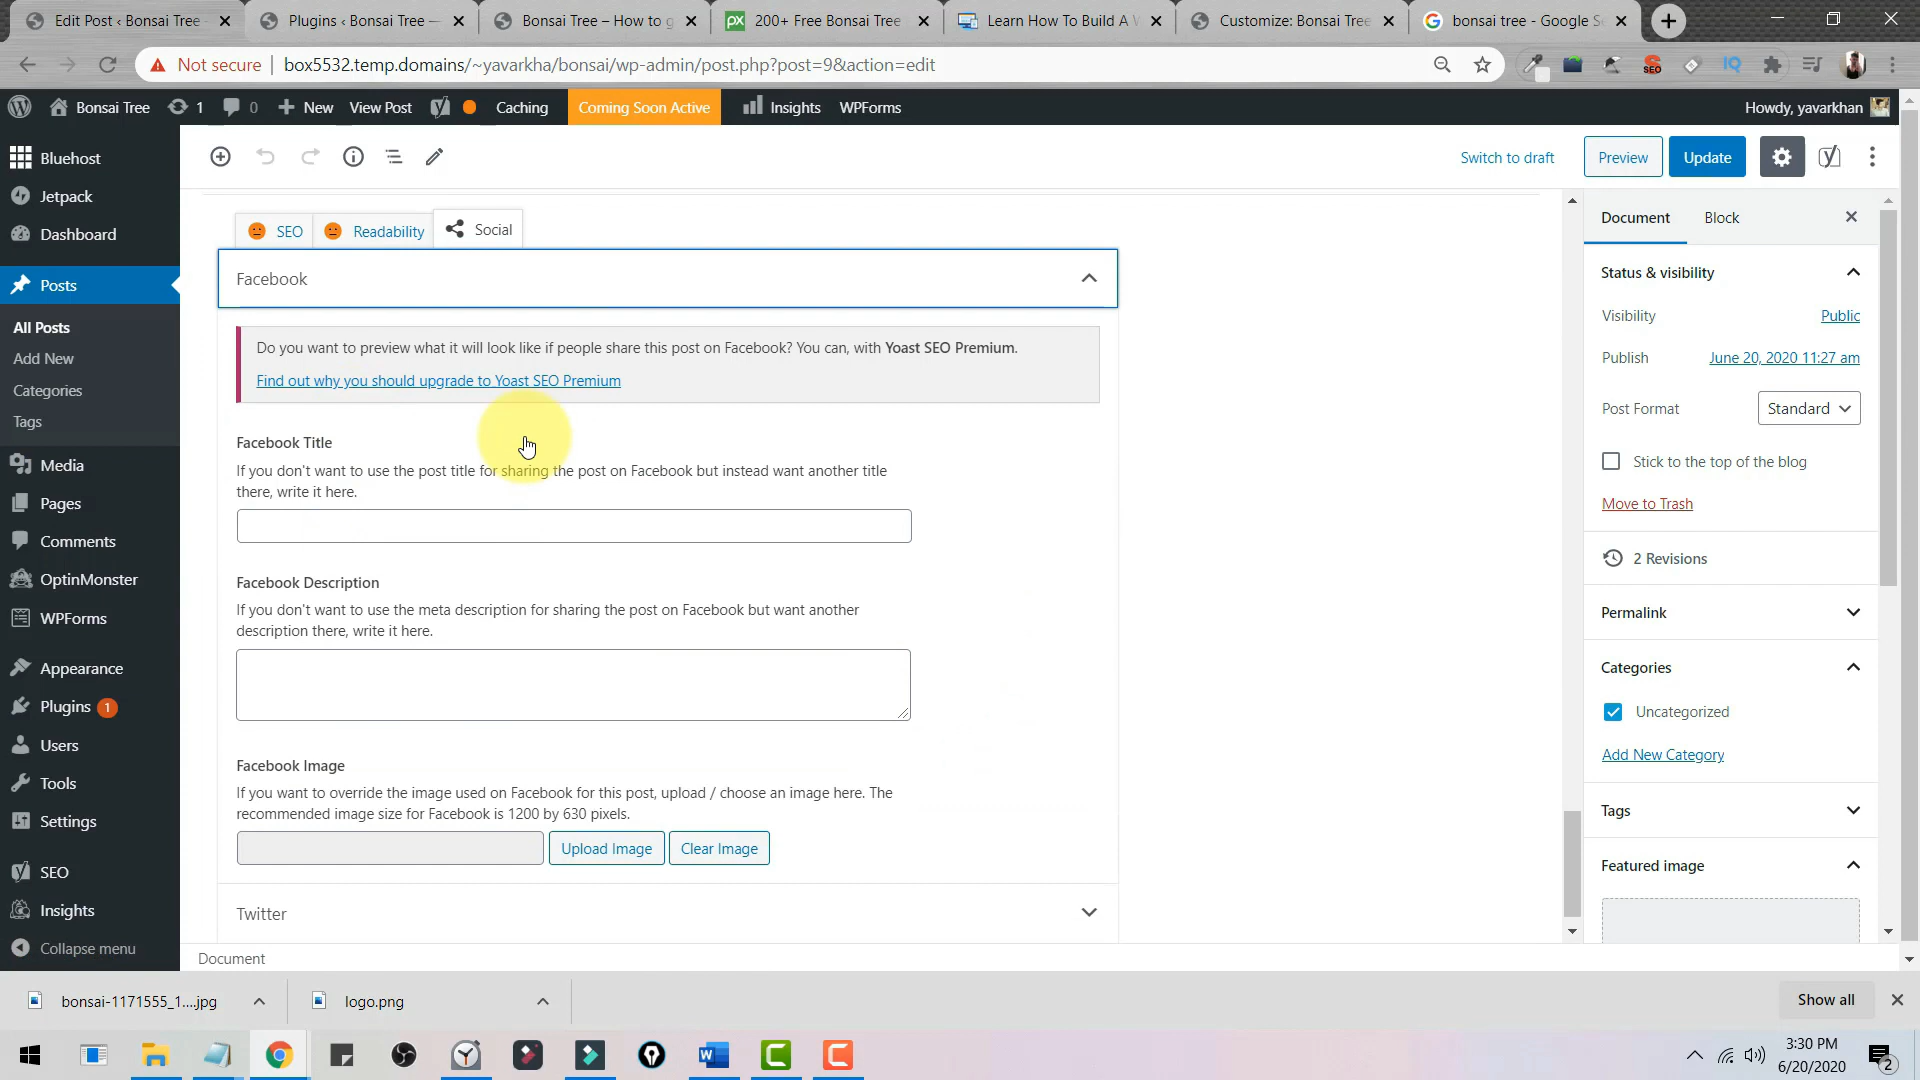 Edit Post ‹ Bonsai Tree
Plugins ‹ Bonsai Tree —
Bonsai Tree – How to g
200+ Free Bonsai Tree
Learn How To Build A W
Customize: Bonsai Tree
bonsai tree - Google S
Not secure
box5532.temp.domains/~yavarkha/bonsai/wp-admin/post.php?post=9&action=edit
Bonsai Tree
1
0
New
View Post
Caching
Coming Soon Active
Insights
WPForms
Howdy, yavarkhan
Bluehost
Jetpack
Dashboard
Posts
All Posts
Add New
Categories
Tags
Media
Pages
Comments
OptinMonster
WPForms
Appearance
Plugins 1
Users
Tools
Settings
SEO
Insights
Collapse menu
Switch to draft
Preview
Update
SEO
Readability
Social
Facebook
Do you want to preview what it will look like if people share this post on Facebook? You can, with Yoast SEO Premium.
Find out why you should upgrade to Yoast SEO Premium
Facebook Title
If you don't want to use the post title for sharing the post on Facebook but instead want another title
there, write it here.
Facebook Description
If you don't want to use the meta description for sharing the post on Facebook but want another
description there, write it here.
Facebook Image
If you want to override the image used on Facebook for this post, upload / choose an image here. The
recommended image size for Facebook is 1200 by 630 pixels.
Upload Image
Clear Image
Twitter
Document
Document
Block
Status & visibility
Visibility
Public
Publish
June 20, 2020 11:27 am
Post Format
Standard
Stick to the top of the blog
Move to Trash
2 Revisions
Permalink
Categories
Uncategorized
Add New Category
Tags
Featured image
bonsai-1171555_1....jpg
logo.png
Show all
3:30 PM
6/20/2020
2